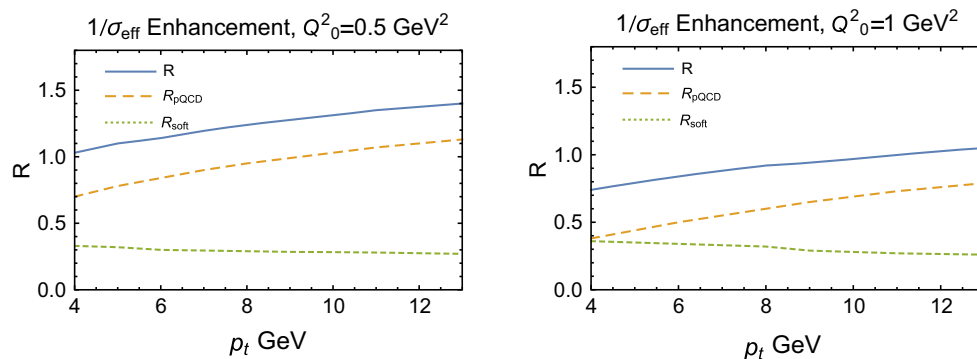 1/σeff Enhancement, Q²₀=0.5 GeV²
R
R
RpQCD
Rsoft
1.5
1.0
0.5
0.0
4 6 8 10 12
pt GeV
1/σeff Enhancement, Q²₀=1 GeV²
R
R
RpQCD
Rsoft
1.5
1.0
0.5
0.0
4 6 8 10 12
pt GeV